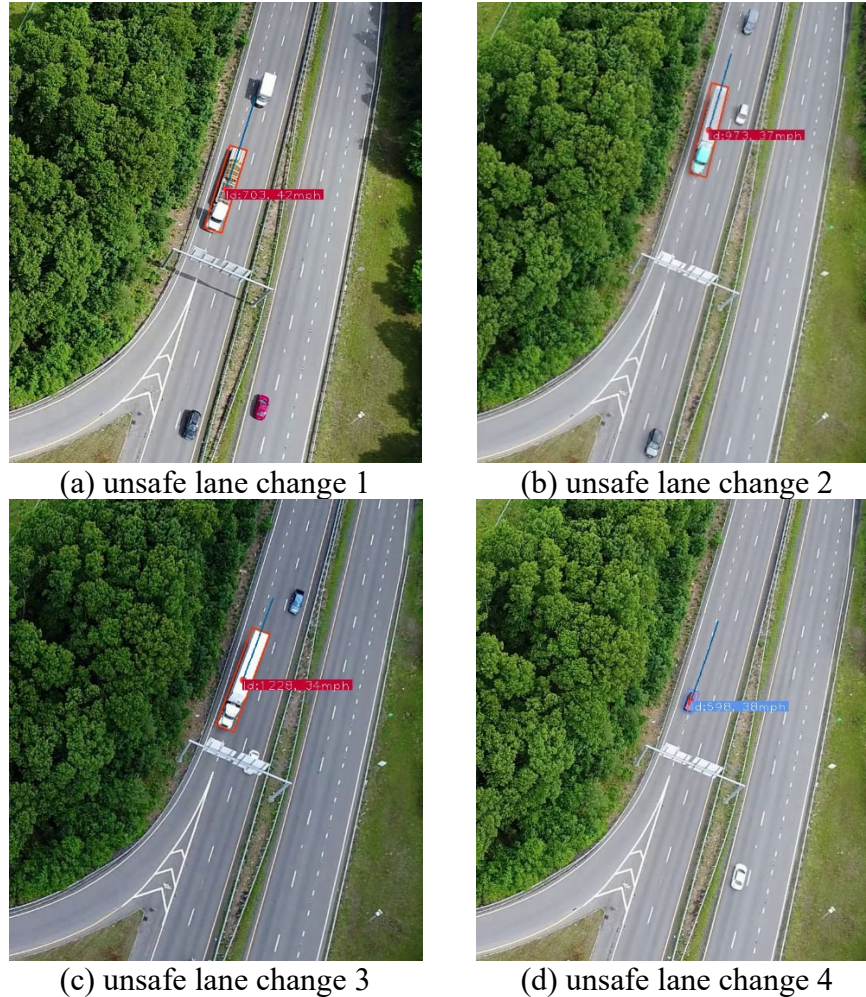 Id:703, 42mph
(a) unsafe lane change 1
Id:973, 37mph
(b) unsafe lane change 2
Id:1228, 34mph
(c) unsafe lane change 3
Id:598, 38mph
(d) unsafe lane change 4